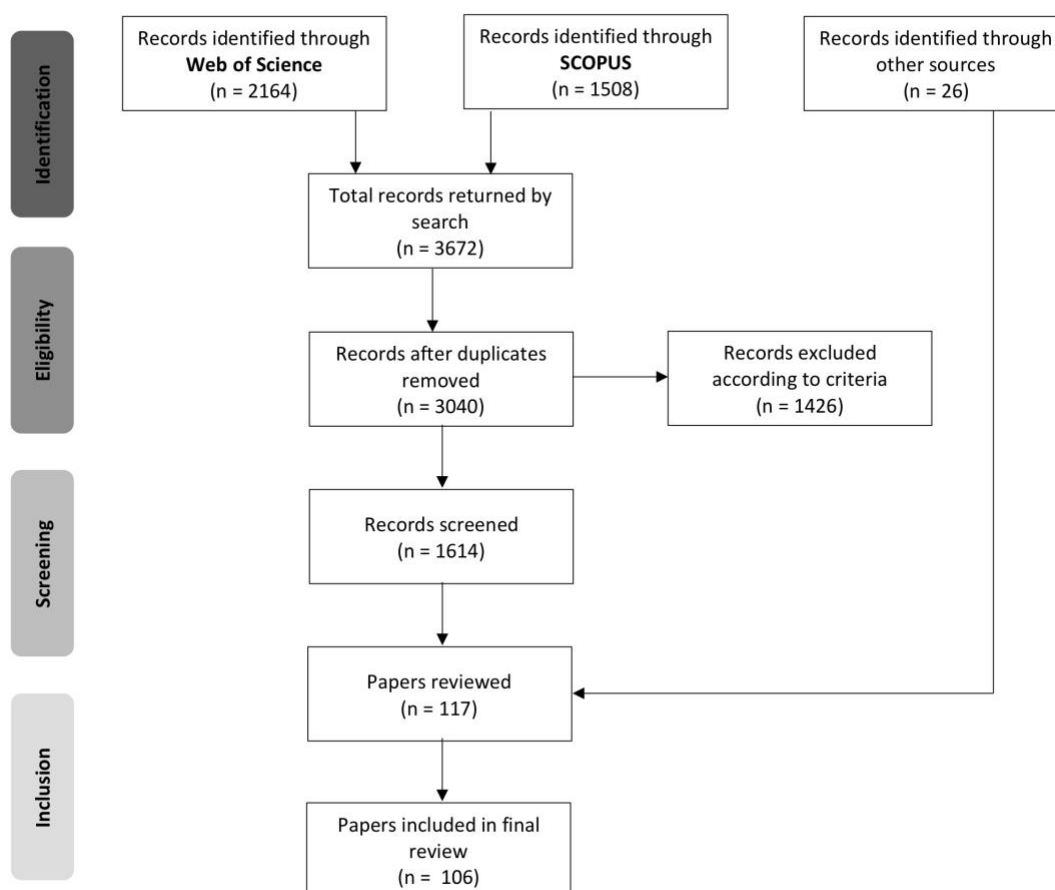 Identification
Records identified through
Web of Science
(n = 2164)
Records identified through
SCOPUS
(n = 1508)
Records identified through
other sources
(n = 26)
Total records returned by
search
(n = 3672)
Eligibility
Records after duplicates
removed
(n = 3040)
Records excluded
according to criteria
(n = 1426)
Screening
Records screened
(n = 1614)
Papers reviewed
(n = 117)
Inclusion
Papers included in final
review
(n = 106)